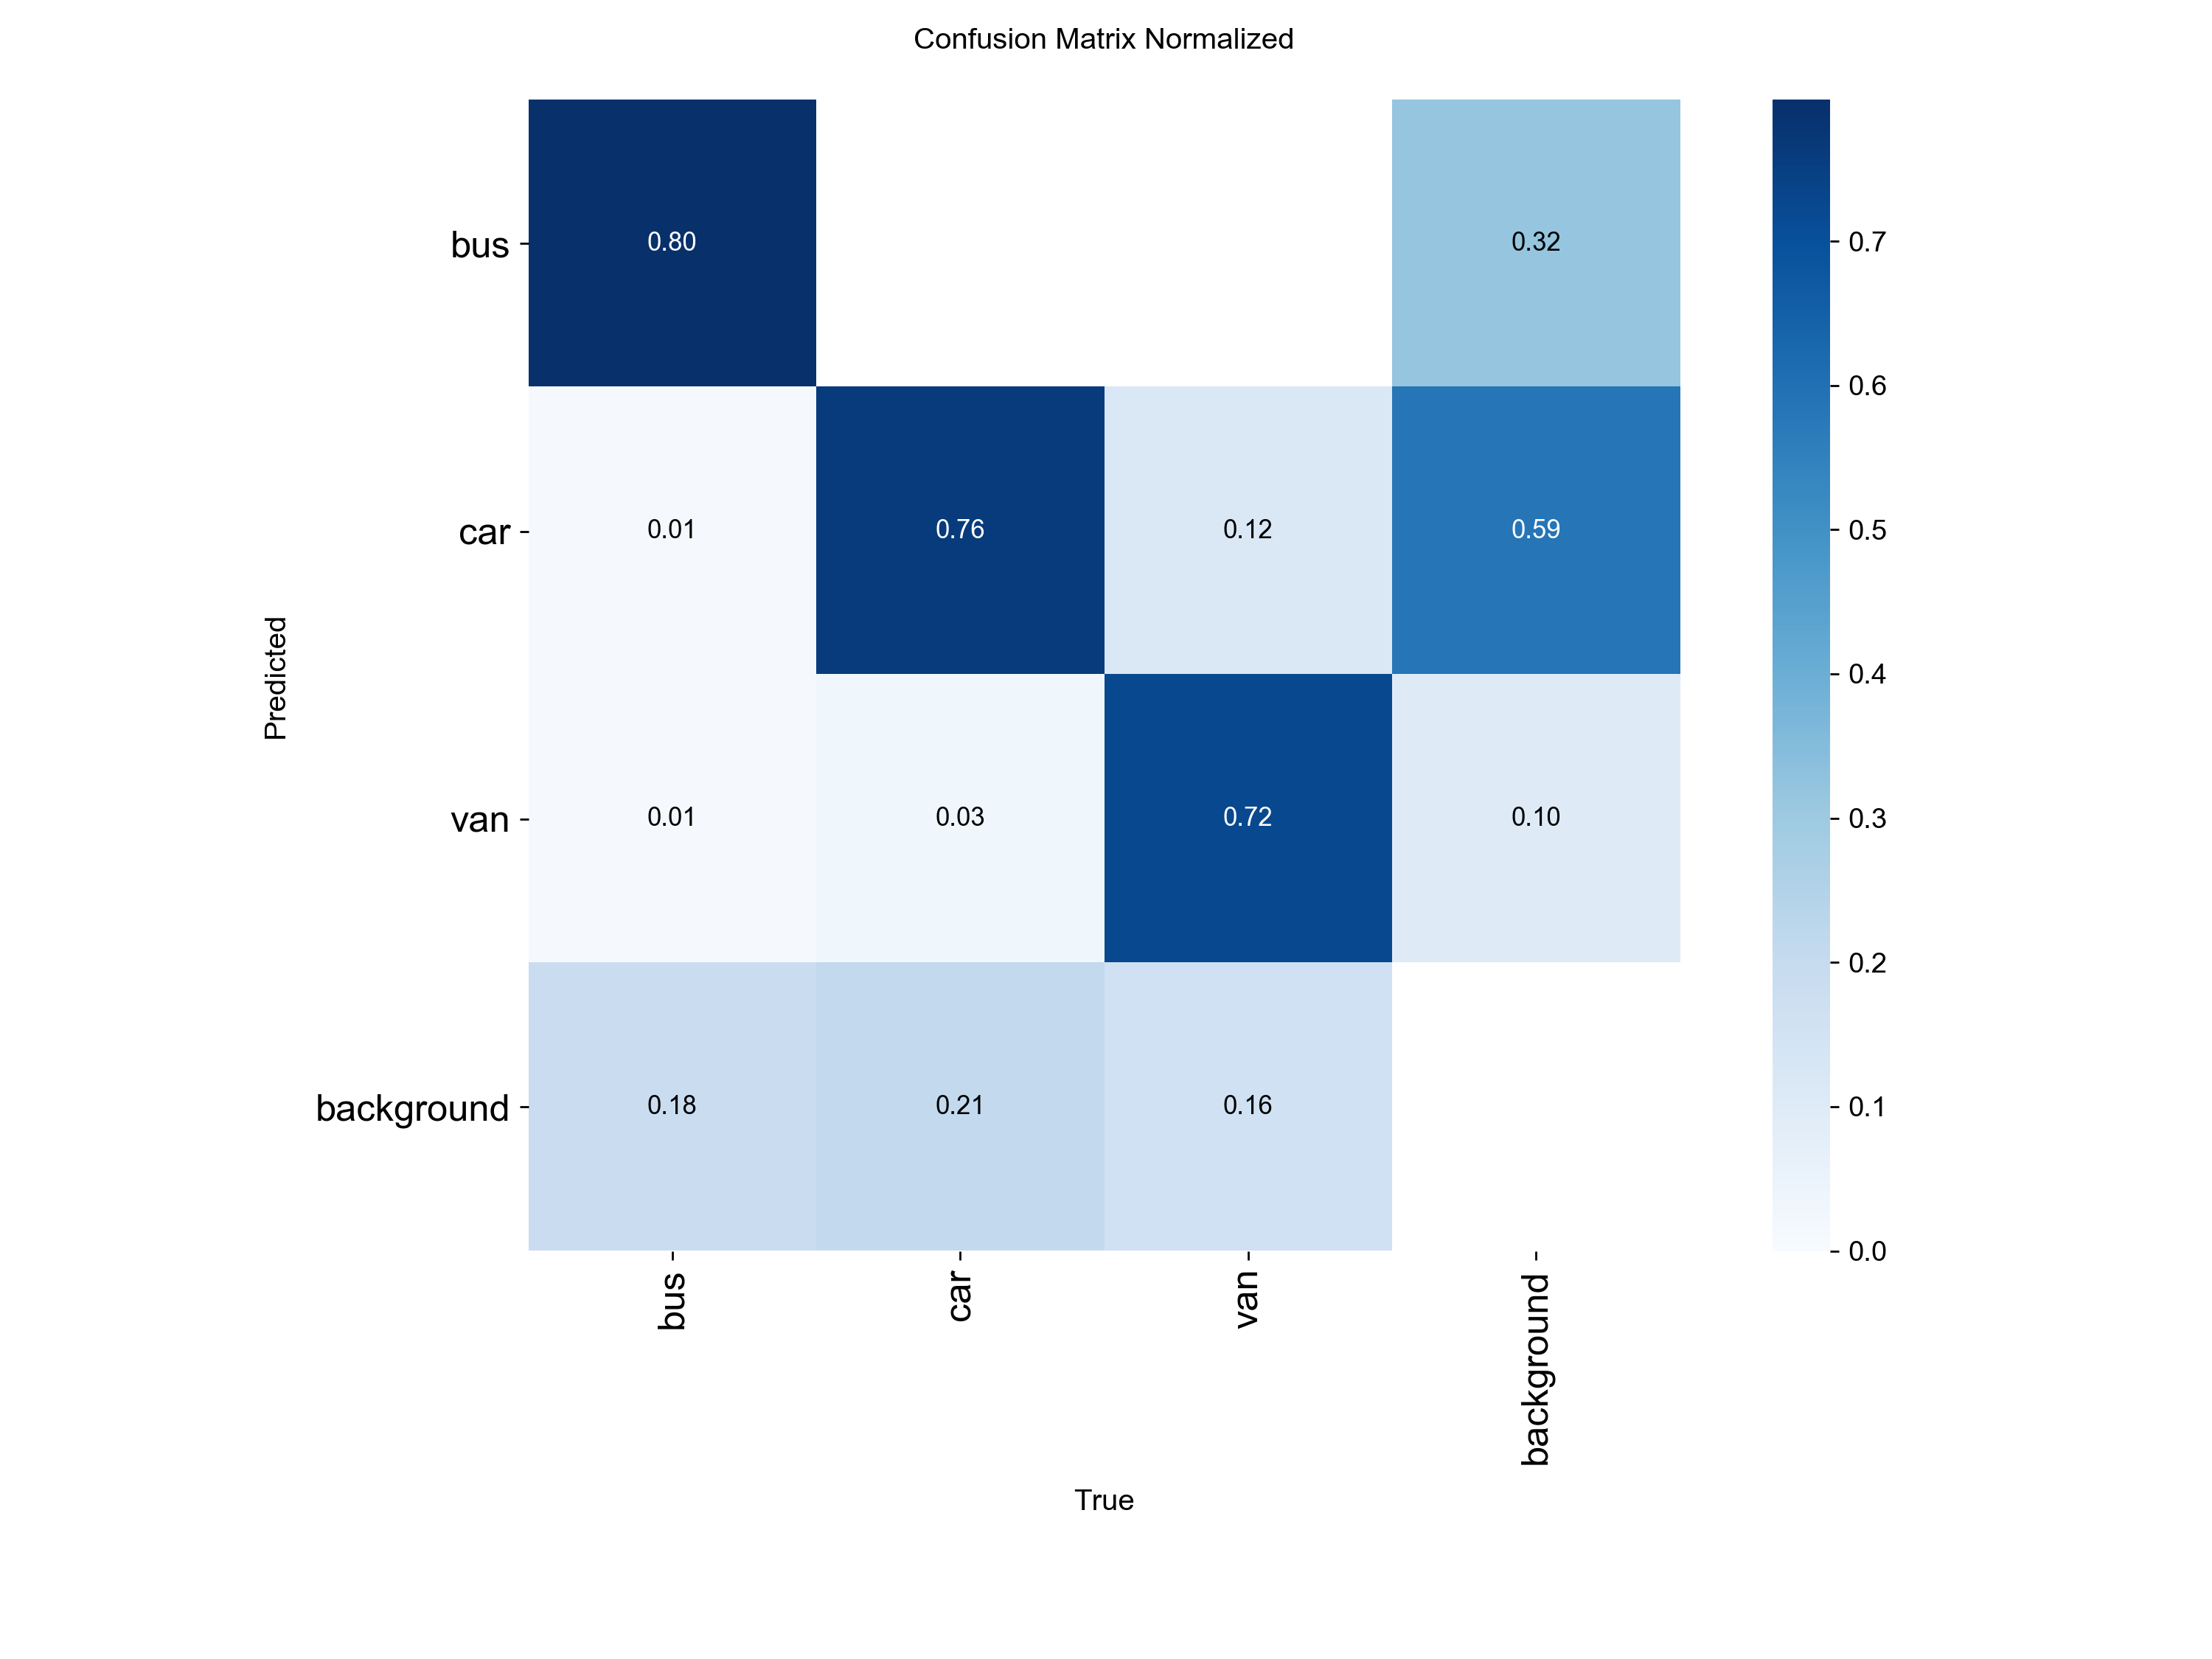 Confusion Matrix Normalized
bus
0.80
0.32
car
0.01
0.76
0.12
0.59
van
0.01
0.03
0.72
0.10
background
0.18
0.21
0.16
Predicted
bus
car
van
background
True
0.7
0.6
0.5
0.4
0.3
0.2
0.1
0.0